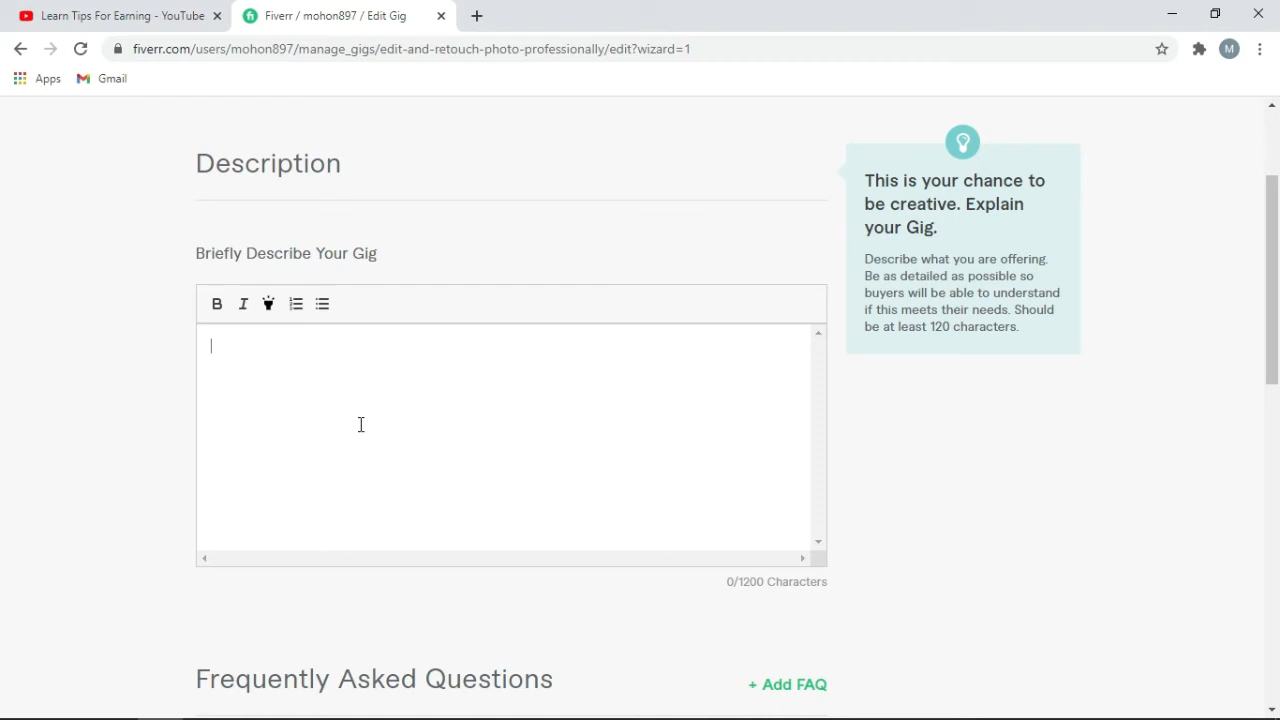 Learn Tips For Earning - YouTube
Fiverr / mohon897 / Edit Gig
fiverr.com/users/mohon897/manage_gigs/edit-and-retouch-photo-professionally/edit?wizard=1
M
Apps
Gmail
Description
Briefly Describe Your Gig
B I
0/1200 Characters
This is your chance to
be creative. Explain
your Gig.
Describe what you are offering.
Be as detailed as possible so
buyers will be able to understand
if this meets their needs. Should
be at least 120 characters.
Frequently Asked Questions
+ Add FAQ